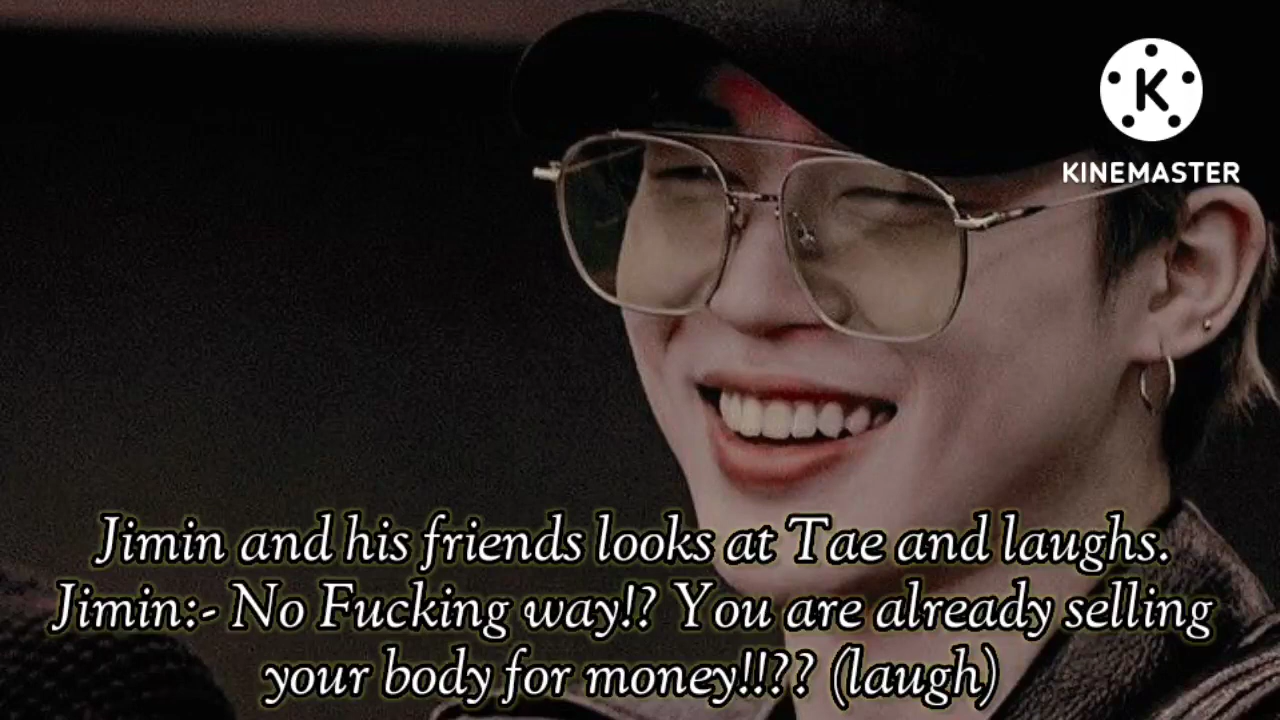 K
KINEMASTER
Jimin and his friends looks at Tae and laughs.
Jimin:- No Fucking way!? You are already selling
your body for money!!!?? (laugh)